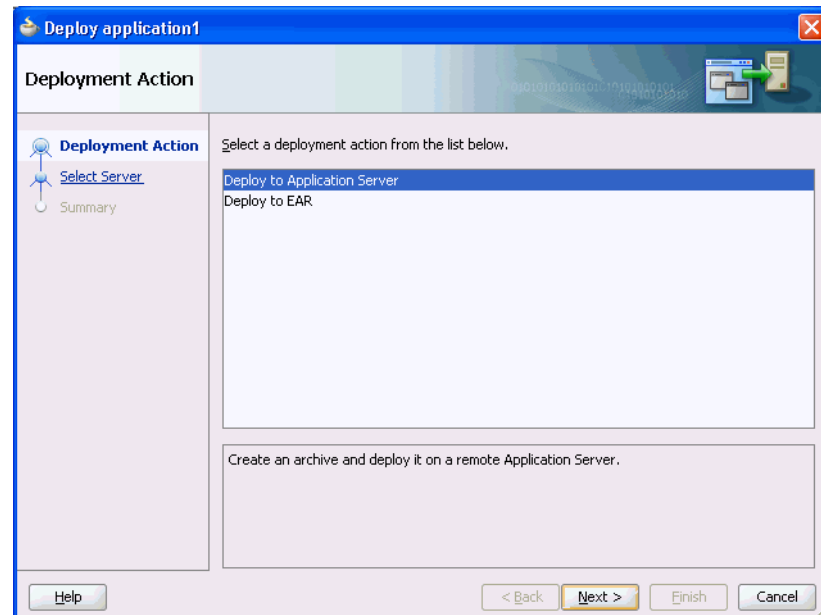 Deploy application1
Deployment Action
Deployment Action
Select Server
Summary
Select a deployment action from the list below.
Deploy to Application Server
Deploy to EAR
Create an archive and deploy it on a remote Application Server.
Help
< Back
Next >
Finish
Cancel